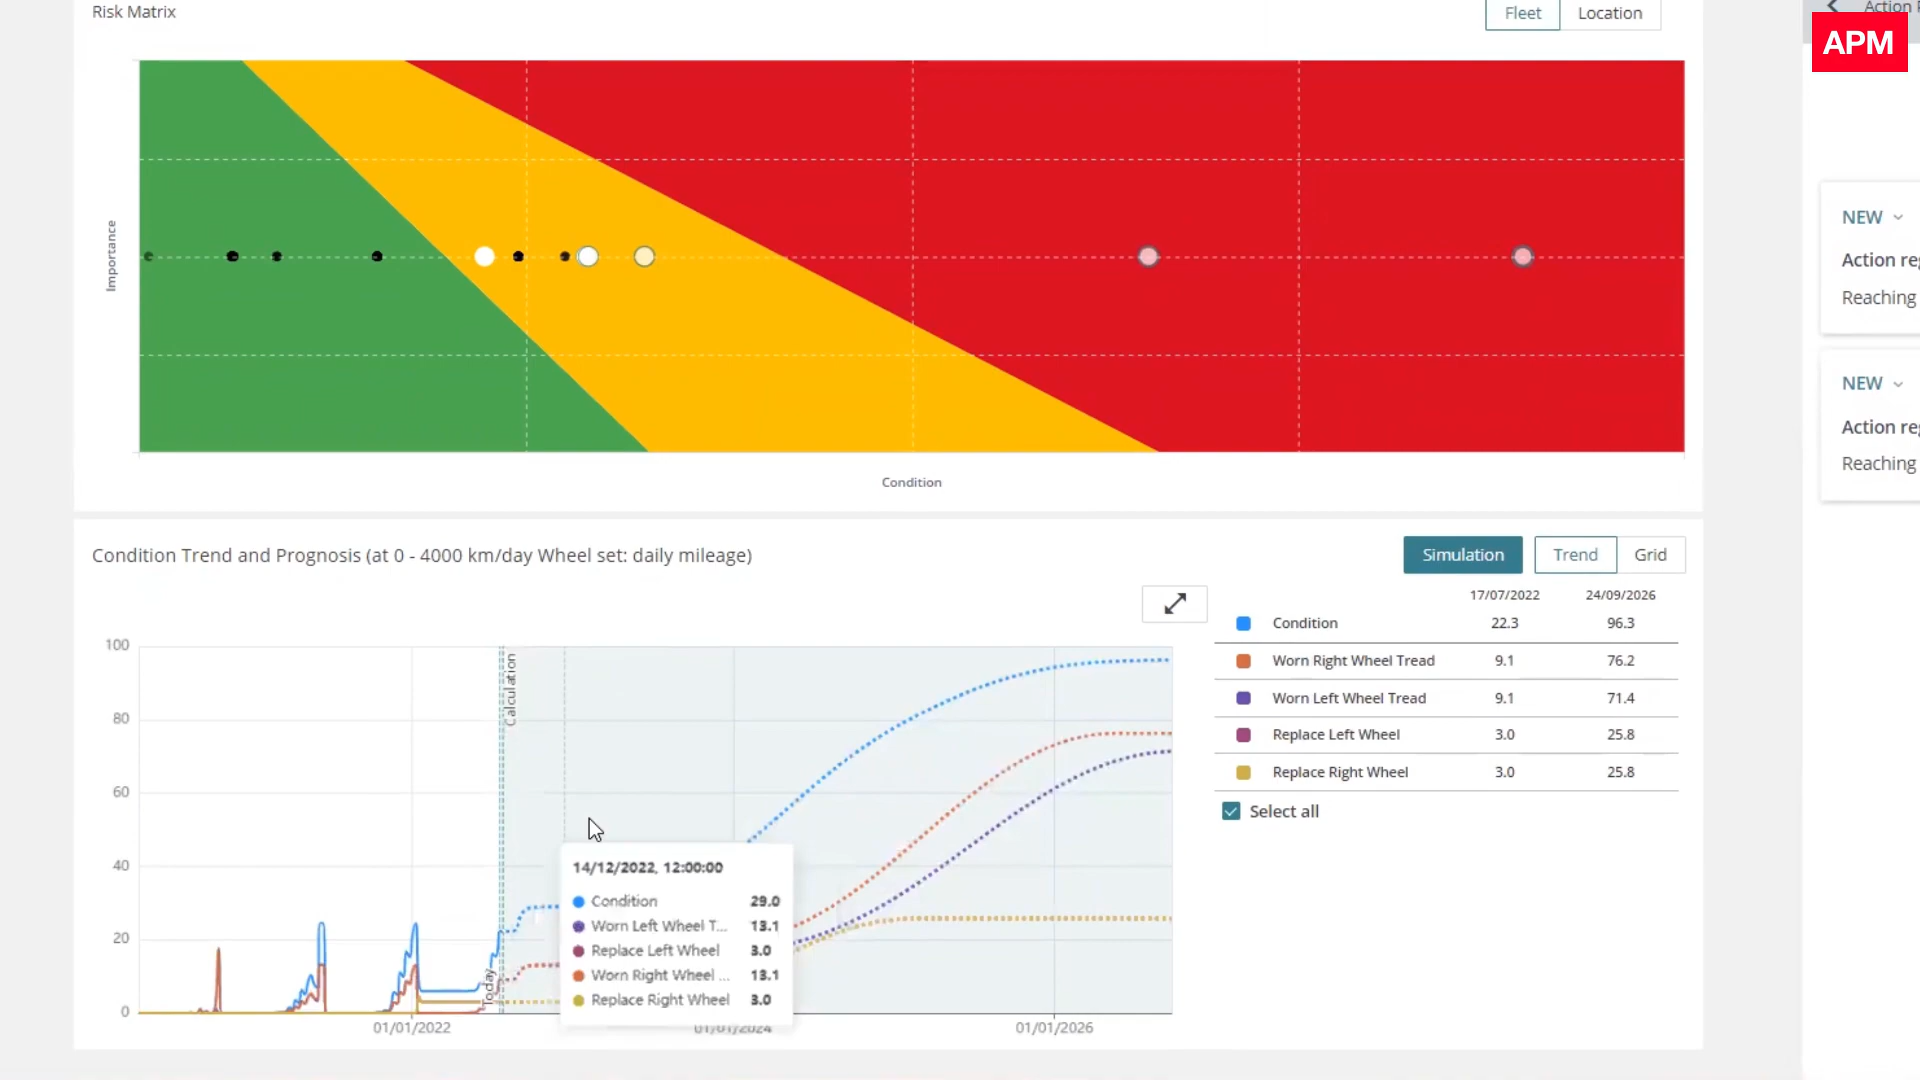 Risk Matrix
Fleet
Location
Action
APM
Importance
Condition
NEW
Action reg
Reaching
NEW
Action reg
Reaching
Condition Trend and Prognosis (at 0 - 4000 km/day Wheel set: daily mileage)
Simulation
Trend
Grid
17/07/2022 24/09/2026
Condition 22.3 96.3
Worn Right Wheel Tread 9.1 76.2
Worn Left Wheel Tread 9.1 71.4
Replace Left Wheel 3.0 25.8
Replace Right Wheel 3.0 25.8
Select all
100
80
60
40
20
0
Calculation
Today
14/12/2022, 12:00:00
Condition 29.0
Worn Left Wheel T... 13.1
Replace Left Wheel 3.0
Worn Right Wheel ... 13.1
Replace Right Wheel 3.0
01/01/2022
01/01/2024
01/01/2026